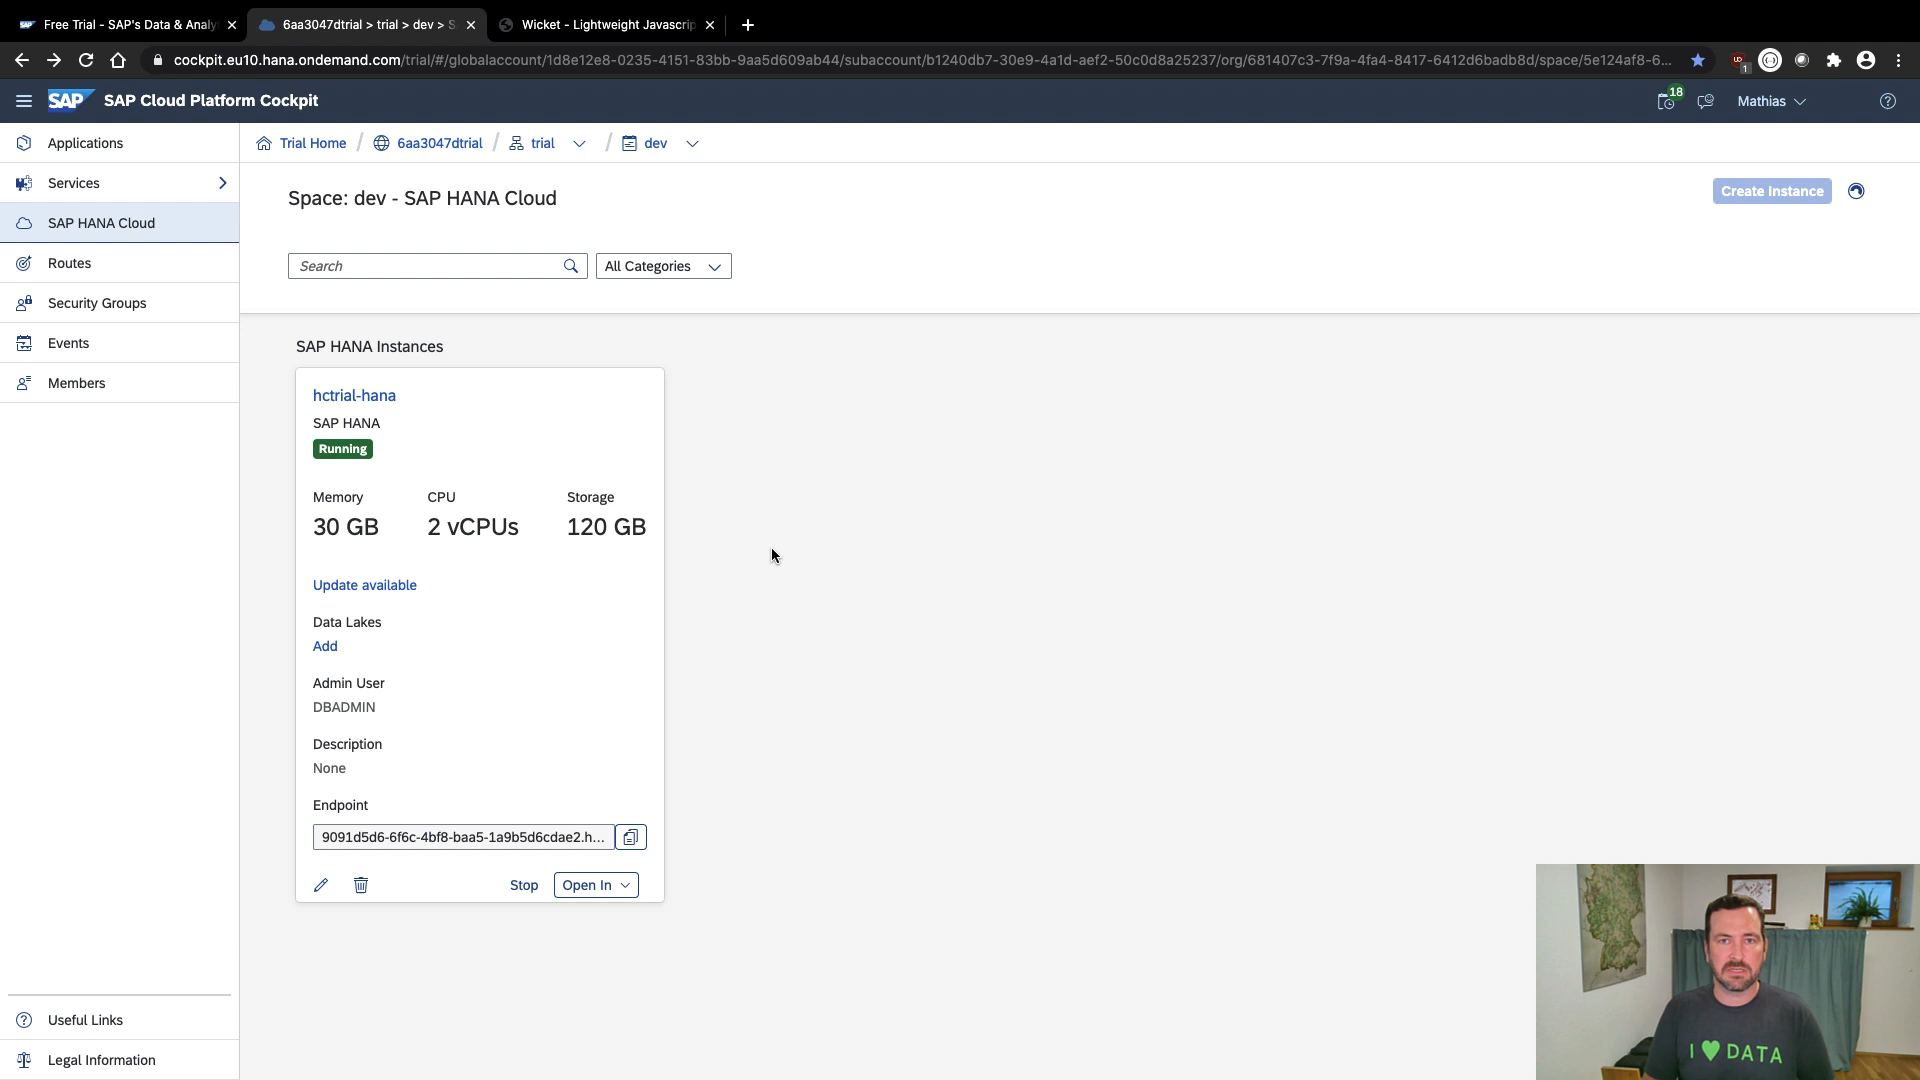 Free Trial - SAP's Data & Analy
6aa3047dtrial > trial > dev > S
Wicket - Lightweight Javascrip
cockpit.eu10.hana.ondemand.com/trial/#/globalaccount/1d8e12e8-0235-4151-83bb-9aa5d609ab44/subaccount/b1240db7-30e9-4a1d-aef2-50c0d8a25237/org/681407c3-7f9a-4fa4-8417-6412d6badb8d/space/5e124af8-6...
1
SAP
SAP Cloud Platform Cockpit
18
Mathias
Applications
Services
SAP HANA Cloud
Routes
Security Groups
Events
Members
Useful Links
Legal Information
Trial Home / 6aa3047dtrial / trial / dev
Space: dev - SAP HANA Cloud
Create Instance
Search
All Categories
SAP HANA Instances
hctrial-hana
SAP HANA
Running
Memory CPU Storage
30 GB 2 vCPUs 120 GB
Update available
Data Lakes
Add
Admin User
DBADMIN
Description
None
Endpoint
9091d5d6-6f6c-4bf8-baa5-1a9b5d6cdae2.h...
Stop
Open In
I DATA